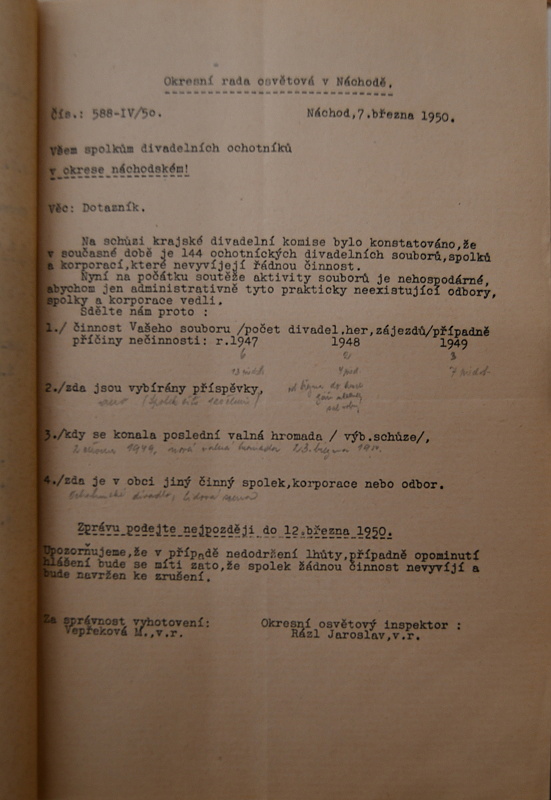 Okresní rada osvětová v Náchodě.
čís.: 588-IV/50.
Náchod, 7. března 1950.
Všem spolkům divadelních ochotníků
v okrese náchodském!
Věc: Dotazník.
Na schůzi krajské divadelní komise bylo konstatováno, že
v současné době je 144 ochotnických divadelních souborů, spolků
a korporací, které nevyvíjejí řádnou činnost.
Nyní na počátku soutěže aktivity souborů je nehospodárné,
abychom jen administrativně tyto prakticky neexistující odbory,
spolky a korporace vedli.
Sdělte nám proto :
1./ činnost Vašeho souboru /počet divadel.her, zájezdů/případně
příčiny nečinnosti: r.1947 1948 1949
6 2 3
2./zda jsou vybírány příspěvky,
3./kdy se konala poslední valná hromada / výb.schůze/,
4./zda je v obci jiný činný spolek, korporace nebo odbor.
Zprávu podejte nejpozději do 12.března 1950.
Upozorňujeme, že v případě nedodržení lhůty, případně opominutí
hlášení bude se míti zato, že spolek žádnou činnost nevyvíjí a
bude navržen ke zrušení.
Za správnost vyhotovení:
Vepřeková M., v.r.
Okresní osvětový inspektor :
Rázl Jaroslav, v.r.